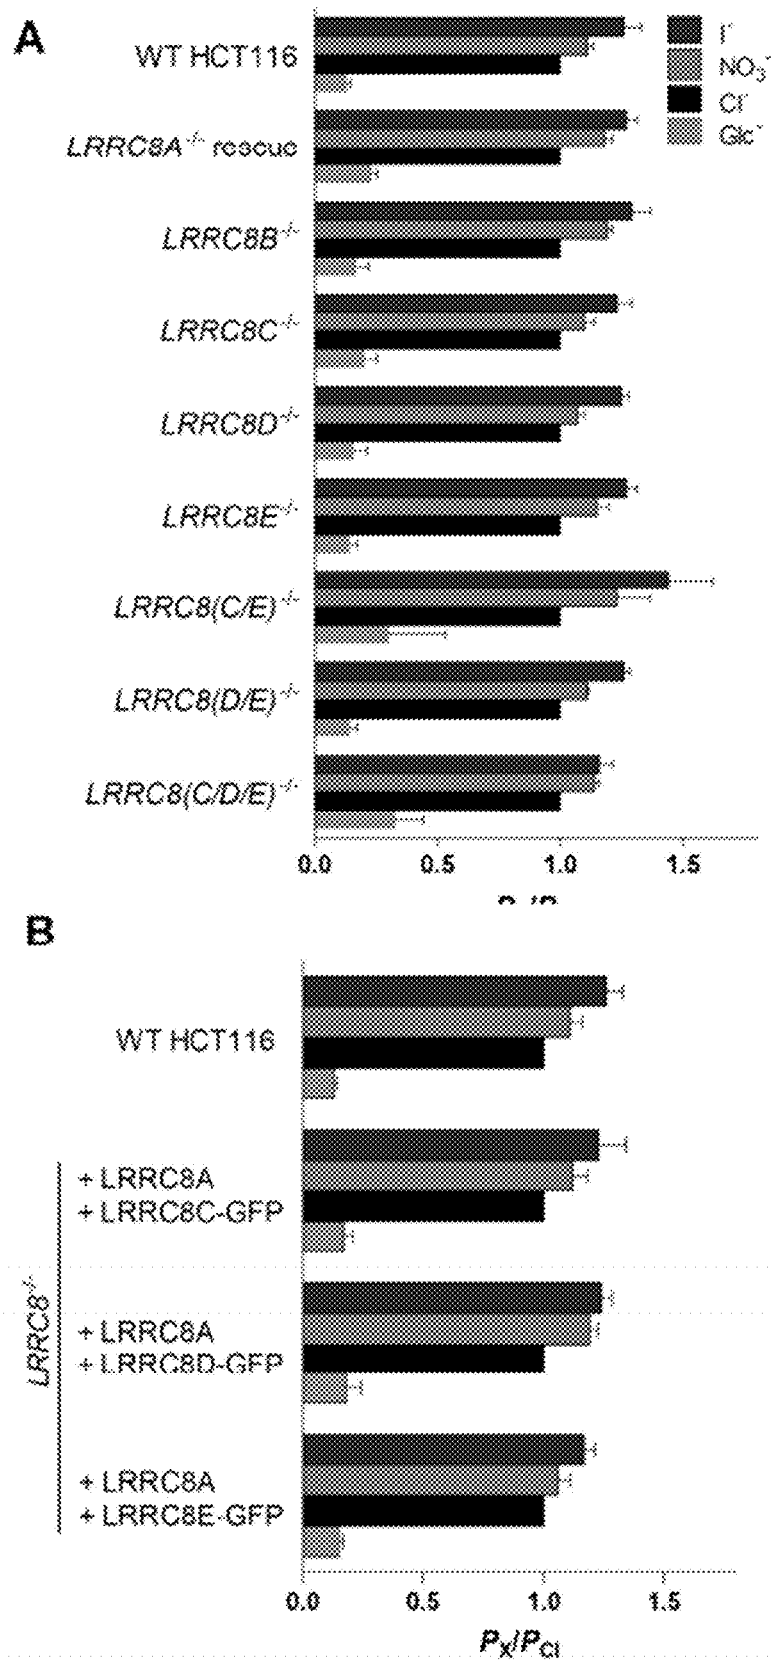 A
WT HCT116
I⁻
NO₃⁻
Cl⁻
Glc⁻
LRRC8A⁻/⁻ rescue
LRRC8B⁻/⁻
LRRC8C⁻/⁻
LRRC8D⁻/⁻
LRRC8E⁻/⁻
LRRC8(C/E)⁻/⁻
LRRC8(D/E)⁻/⁻
LRRC8(C/D/E)⁻/⁻
0.0 0.5 1.0 1.5
B
WT HCT116
LRRC8⁻/⁻
+ LRRC8A
+ LRRC8C-GFP
+ LRRC8A
+ LRRC8D-GFP
+ LRRC8A
+ LRRC8E-GFP
0.0 0.5 1.0 1.5
Pₓ/P_Cl